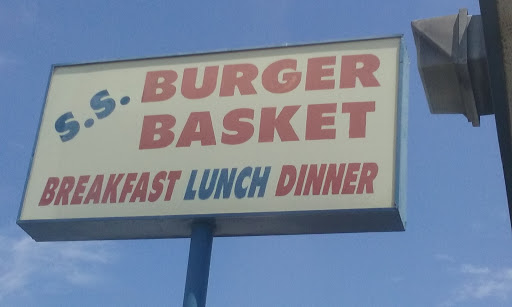 S.S. BURGER
BASKET
BREAKFAST LUNCH DINNER